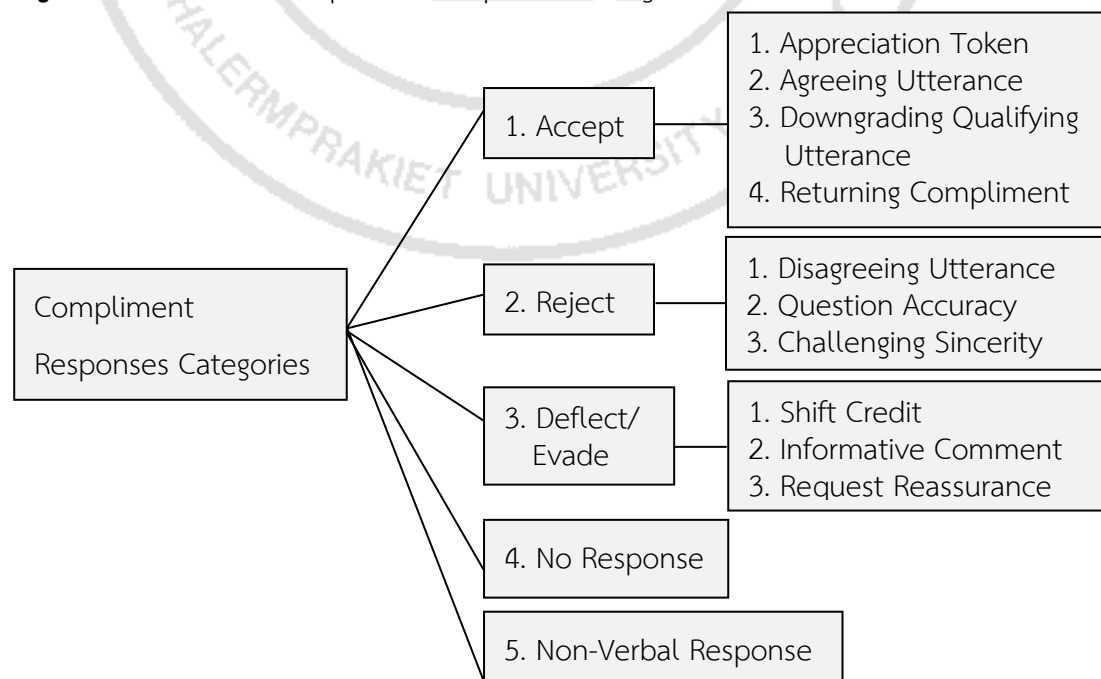 HALERMPRAKIET UNIVERSITY
Compliment
Responses Categories
1. Accept
1. Appreciation Token
2. Agreeing Utterance
3. Downgrading Qualifying
Utterance
4. Returning Compliment
2. Reject
1. Disagreeing Utterance
2. Question Accuracy
3. Challenging Sincerity
3. Deflect/
Evade
1. Shift Credit
2. Informative Comment
3. Request Reassurance
4. No Response
5. Non-Verbal Response